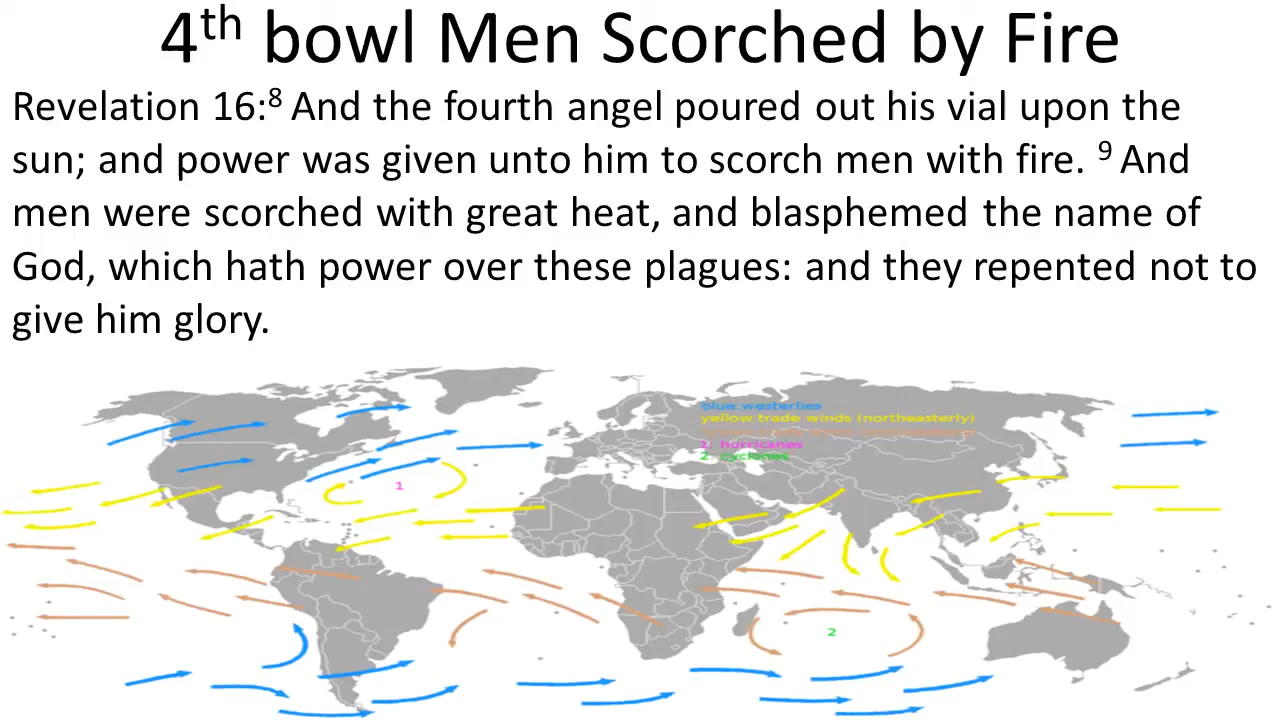 4th bowl Men Scorched by Fire
Revelation 16:8 And the fourth angel poured out his vial upon the
sun; and power was given unto him to scorch men with fire. 9 And
men were scorched with great heat, and blasphemed the name of
God, which hath power over these plagues: and they repented not to
give him glory.
blue:westerlies
yellow:trade winds (northeasterly)
1: hurricanes
2: cyclones
1
2